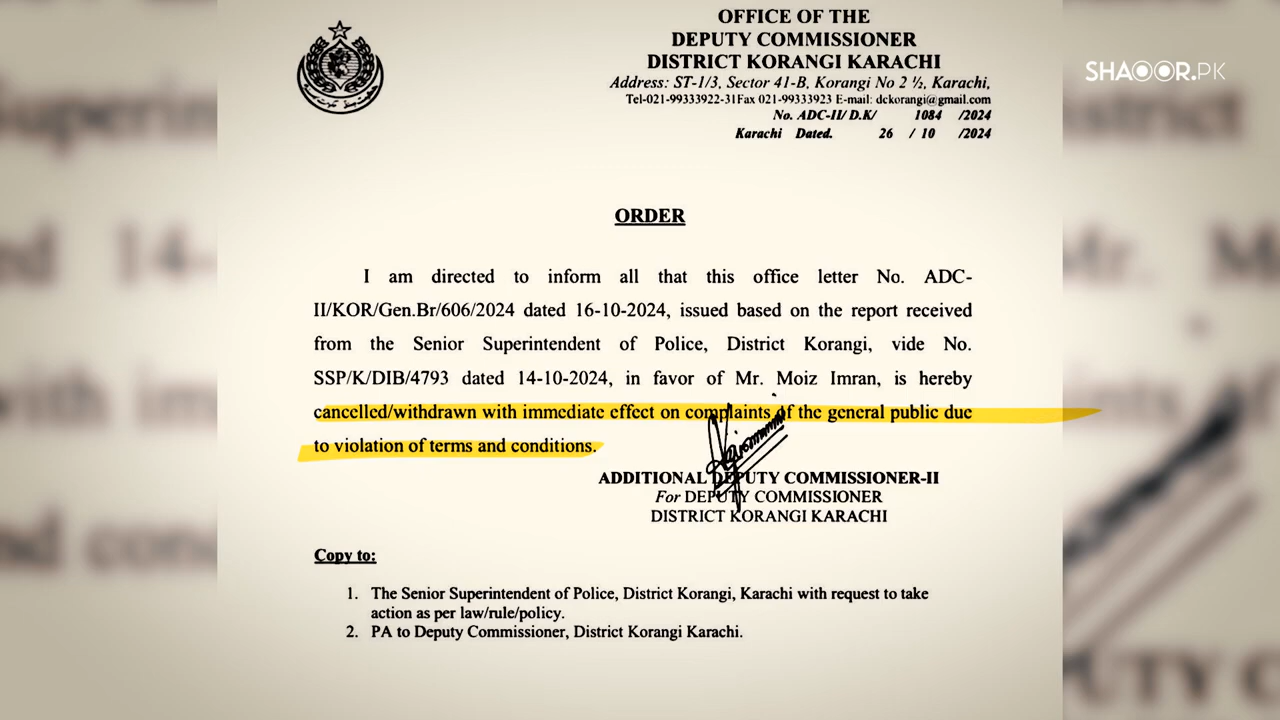 OFFICE OF THE
DEPUTY COMMISSIONER
DISTRICT KORANGI KARACHI
Address: ST-1/3, Sector 41-B, Korangi No 2 ½, Karachi,
Tel-021-99333922-31Fax 021-99333923 E-mail: dckorangi@gmail.com
No. ADC-II/ D.K/ 1084 /2024
Karachi Dated. 26 / 10 /2024
SHAOOR.PK
ORDER
I am directed to inform all that this office letter No. ADC-
II/KOR/Gen.Br/606/2024 dated 16-10-2024, issued based on the report received
from the Senior Superintendent of Police, District Korangi, vide No.
SSP/K/DIB/4793 dated 14-10-2024, in favor of Mr. Moiz Imran, is hereby
cancelled/withdrawn with immediate effect on complaints of the general public due
to violation of terms and conditions.
ADDITIONAL DEPUTY COMMISSIONER-II
For DEPUTY COMMISSIONER
DISTRICT KORANGI KARACHI
Copy to:
1. The Senior Superintendent of Police, District Korangi, Karachi with request to take
action as per law/rule/policy.
2. PA to Deputy Commissioner, District Korangi Karachi.